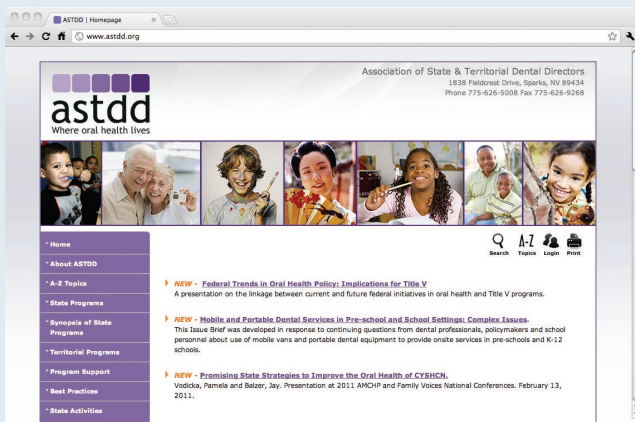 ASTDD | Homepage
www.astdd.org
astdd
Where oral health lives
Association of State & Territorial Dental Directors
1838 Fieldcrest Drive, Sparks, NV 89434
Phone 775-626-5008 Fax 775-626-9268
Search
A-Z
Topics
Login
Print
Home
About ASTDD
A-Z Topics
State Programs
Synopsis of State
Programs
Territorial Programs
Program Support
Best Practices
State Activities
NEW - Federal Trends in Oral Health Policy: Implications for Title V
A presentation on the linkage between current and future federal initiatives in oral health and Title V programs.
NEW - Mobile and Portable Dental Services in Pre-school and School Settings: Complex Issues.
This Issue Brief was developed in response to continuing questions from dental professionals, policymakers and school
personnel about use of mobile vans and portable dental equipment to provide onsite services in pre-schools and K-12
schools.
NEW - Promising State Strategies to Improve the Oral Health of CYSHCN.
Vodicka, Pamela and Balzer, Jay. Presentation at 2011 AMCHP and Family Voices National Conferences. February 13,
2011.